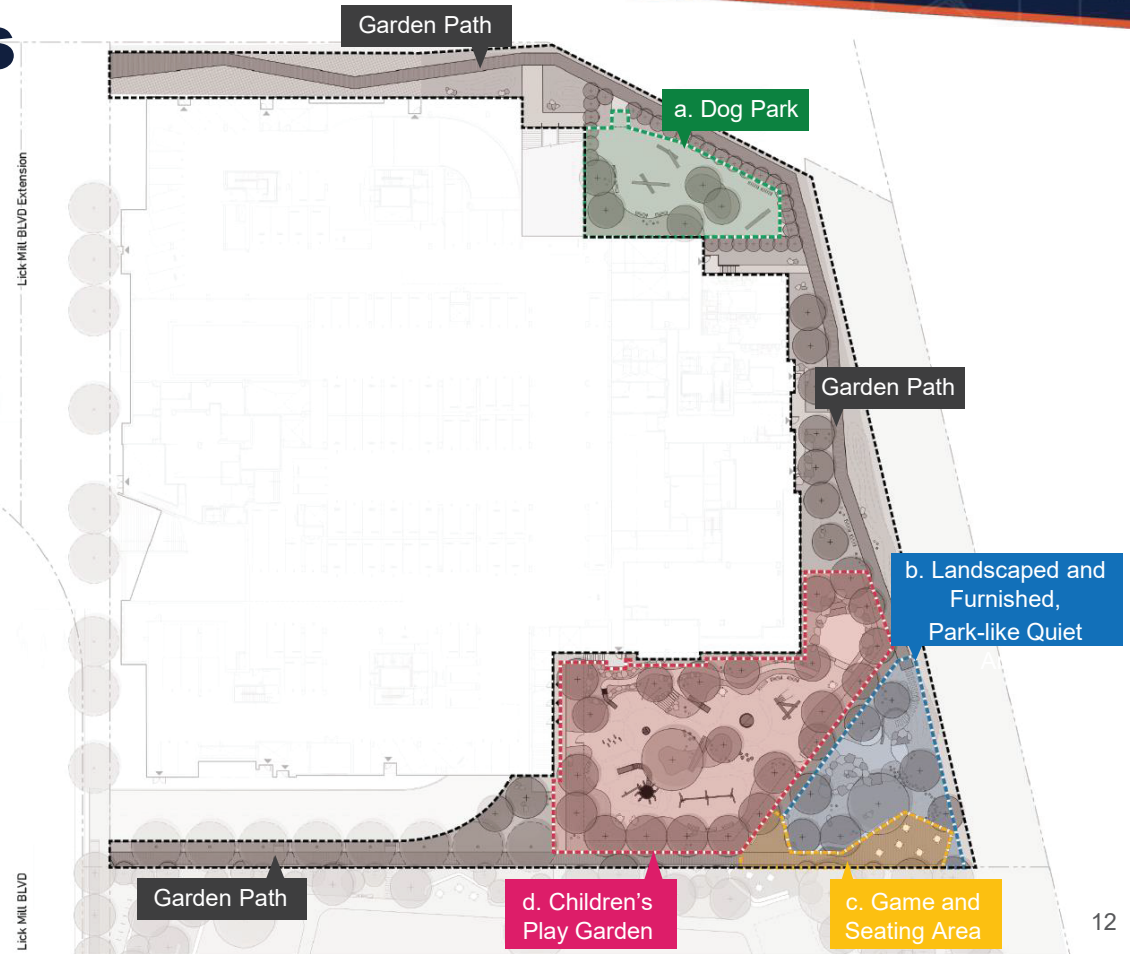 S
Garden Path
a. Dog Park
Lick Mill BLVD Extension
Garden Path
b. Landscaped and
Furnished,
Park-like Quiet
Lick Mill BLVD
Garden Path
d. Children's
Play Garden
c. Game and
Seating Area
12